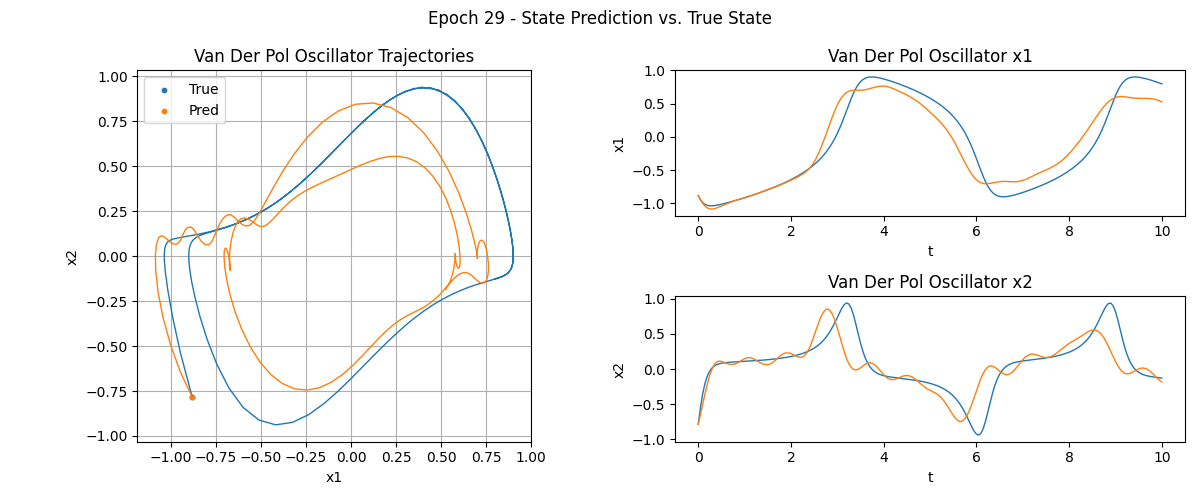 Epoch 29 - State Prediction vs. True State
Van Der Pol Oscillator Trajectories
True
Pred
1.00
0.75
0.50
0.25
0.00
−0.25
−0.50
−0.75
−1.00
x2
−1.00 −0.75 −0.50 −0.25 0.00 0.25 0.50 0.75 1.00
x1
Van Der Pol Oscillator x1
1.0
0.5
0.0
−0.5
−1.0
x1
0 2 4 6 8 10
t
Van Der Pol Oscillator x2
1.0
0.5
0.0
−0.5
−1.0
x2
0 2 4 6 8 10
t